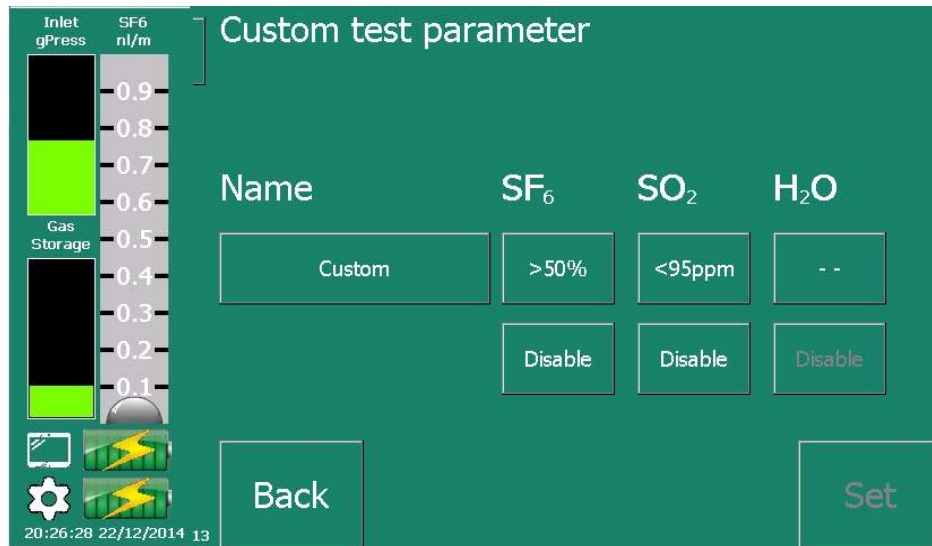 Inlet gPress
SF6 nl/m
Custom test parameter
0.9
0.8
0.7
0.6
0.5
0.4
0.3
0.2
0.1
Gas Storage
Name SF₆ SO₂ H₂O
Custom >50% <95ppm - -
Disable Disable Disable
Back Set
20:26:28 22/12/2014 13